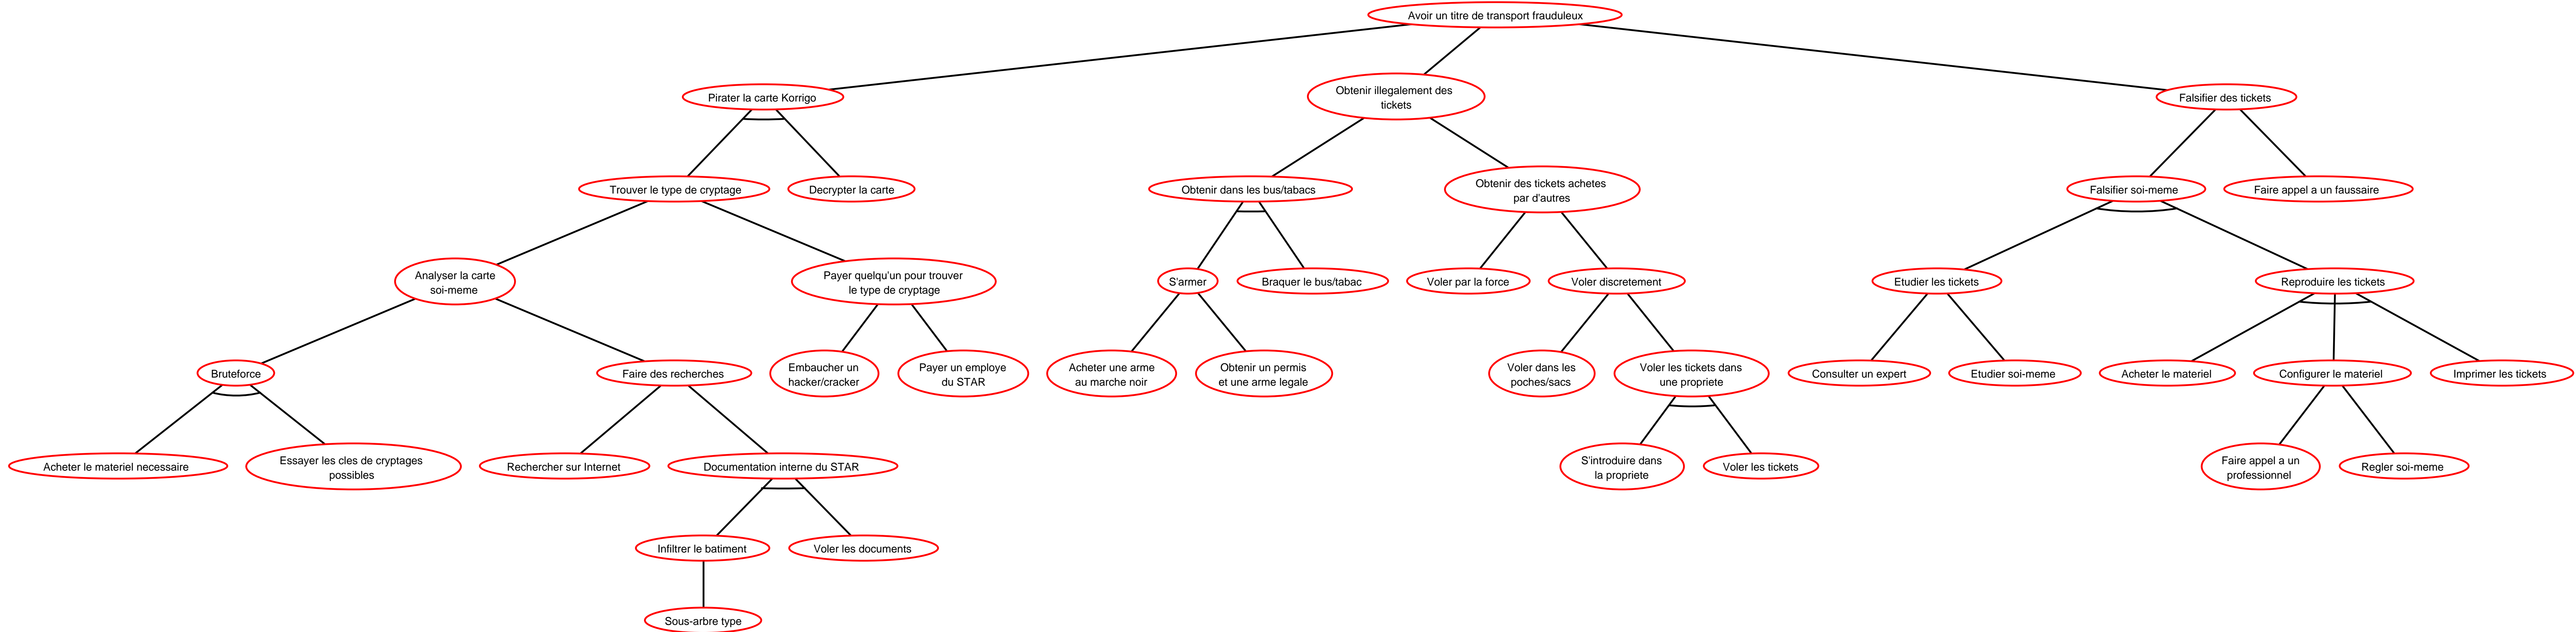 Avoir un titre de transport frauduleux
Pirater la carte Korrigo
Obtenir illegalement des
tickets
Falsifier des tickets
Trouver le type de cryptage
Decrypter la carte
Obtenir dans les bus/tabacs
Obtenir des tickets achetes
par d'autres
Falsifier soi-meme
Faire appel a un faussaire
Analyser la carte
soi-meme
Payer quelqu'un pour trouver
le type de cryptage
S'armer
Braquer le bus/tabac
Voler par la force
Voler discretement
Etudier les tickets
Reproduire les tickets
Bruteforce
Faire des recherches
Embaucher un
hacker/cracker
Payer un employe
du STAR
Acheter une arme
au marche noir
Obtenir un permis
et une arme legale
Voler dans les
poches/sacs
Voler les tickets dans
une propriete
Consulter un expert
Etudier soi-meme
Acheter le materiel
Configurer le materiel
Imprimer les tickets
Acheter le materiel necessaire
Essayer les cles de cryptages
possibles
Rechercher sur Internet
Documentation interne du STAR
S'introduire dans
la propriete
Voler les tickets
Faire appel a un
professionnel
Regler soi-meme
Infiltrer le batiment
Voler les documents
Sous-arbre type